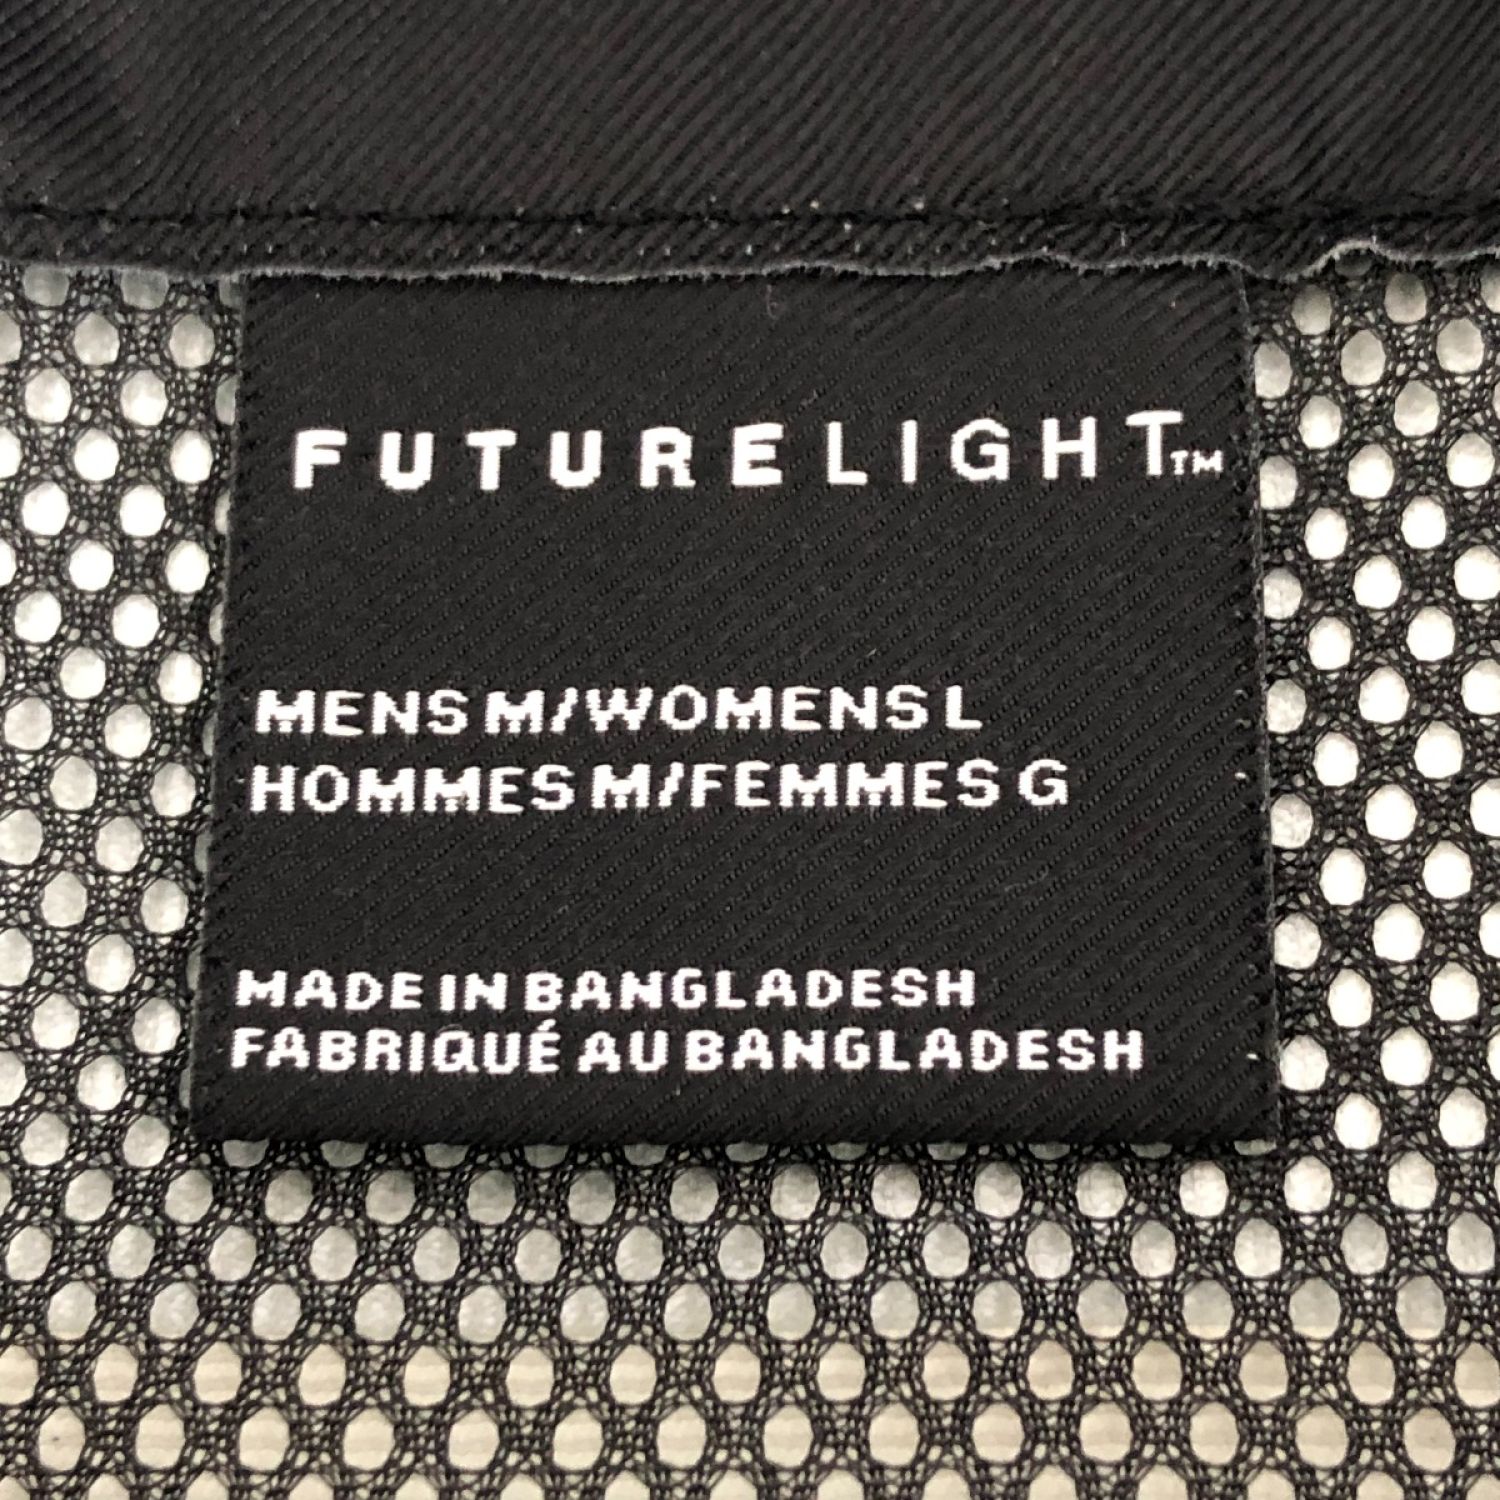 FUTURELIGHT™
MENS M/WOMENS L
HOMMES M/FEMMES G
MADE IN BANGLADESH
FABRIQUÉ AU BANGLADESH